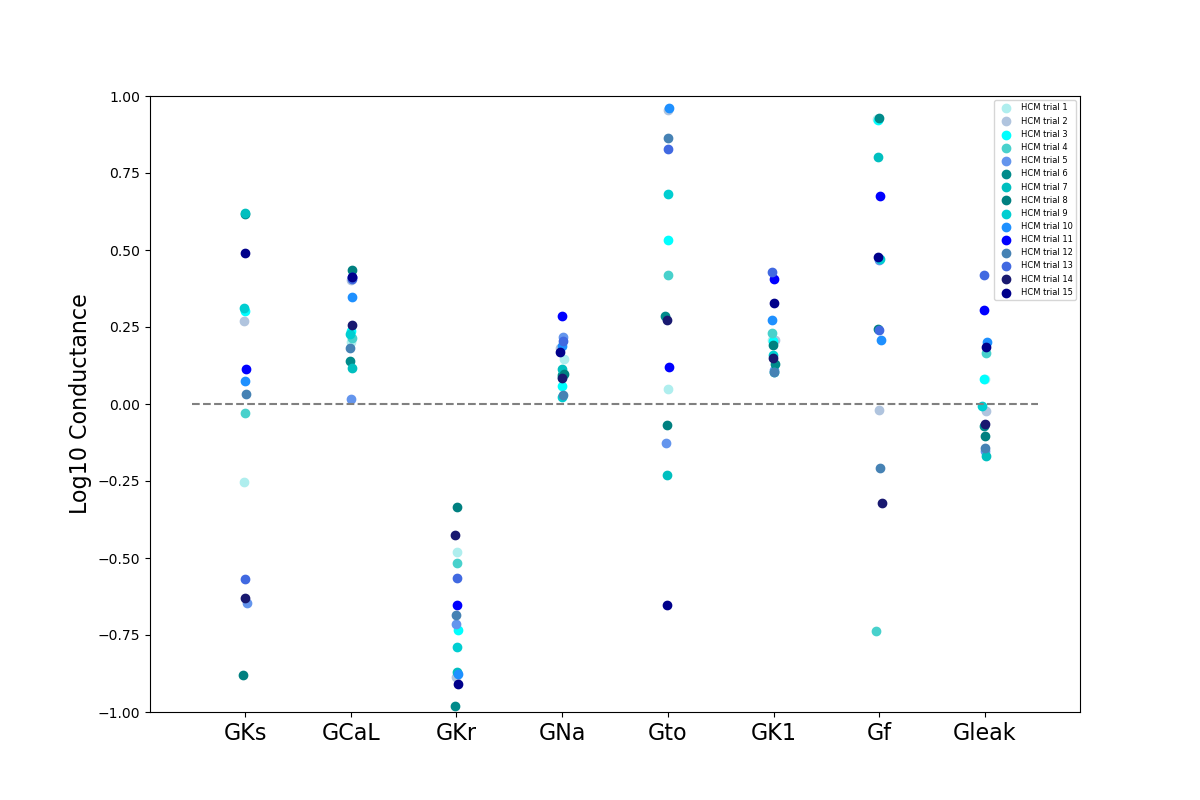 1.00
0.75
0.50
0.25
0.00
−0.25
−0.50
−0.75
−1.00
Log10 Conductance
GKs
GCaL
GKr
GNa
Gto
GK1
Gf
Gleak
HCM trial 1
HCM trial 2
HCM trial 3
HCM trial 4
HCM trial 5
HCM trial 6
HCM trial 7
HCM trial 8
HCM trial 9
HCM trial 10
HCM trial 11
HCM trial 12
HCM trial 13
HCM trial 14
HCM trial 15